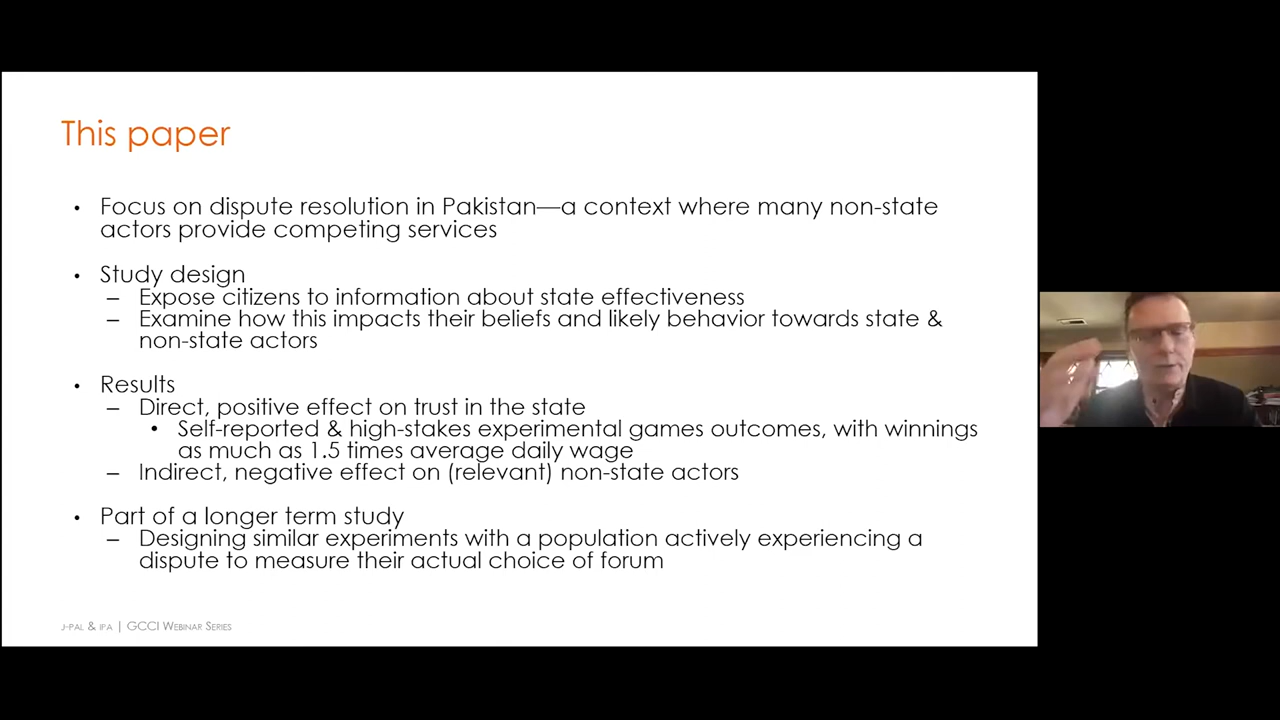 This paper
• Focus on dispute resolution in Pakistan—a context where many non-state
actors provide competing services
• Study design
– Expose citizens to information about state effectiveness
– Examine how this impacts their beliefs and likely behavior towards state &
non-state actors
• Results
– Direct, positive effect on trust in the state
• Self-reported & high-stakes experimental games outcomes, with winnings
as much as 1.5 times average daily wage
– Indirect, negative effect on (relevant) non-state actors
• Part of a longer term study
– Designing similar experiments with a population actively experiencing a
dispute to measure their actual choice of forum
J-PAL & IPA | GCCI WEBINAR SERIES